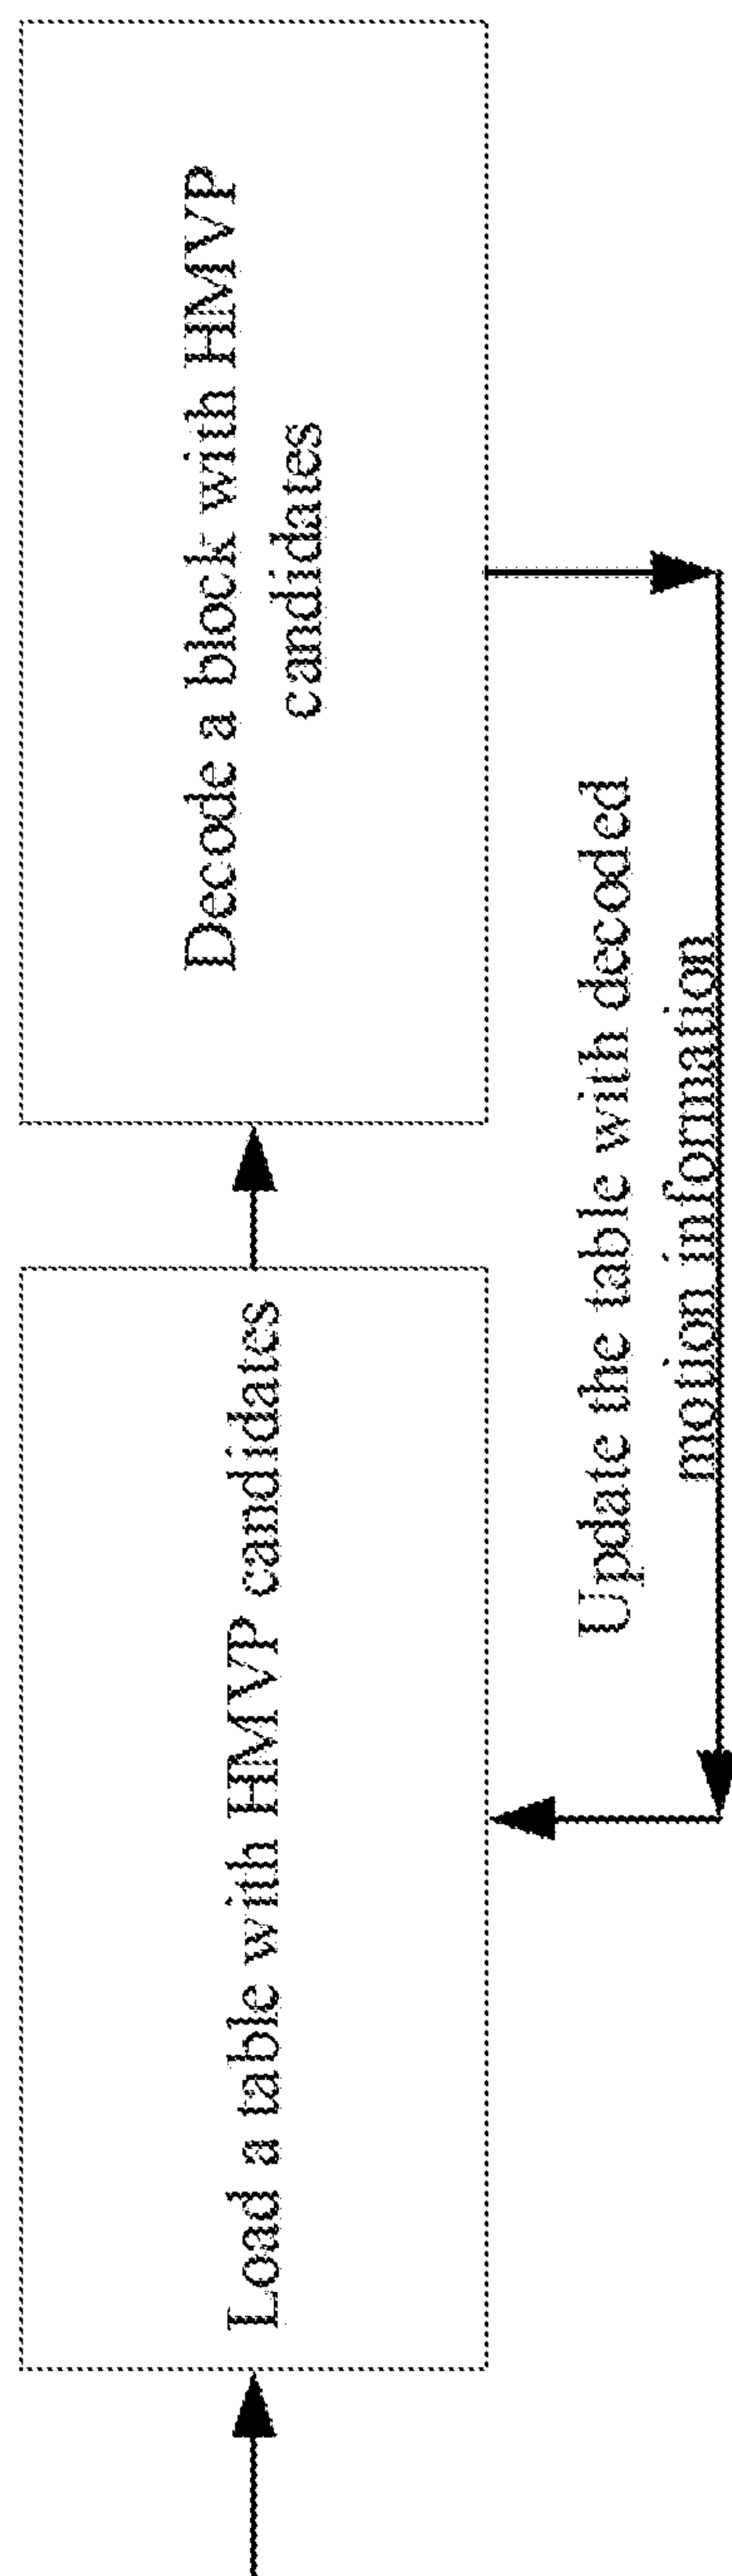 Load a table with HMVP candidates
Decode a block with HMVP
candidates
Update the table with decoded
motion information